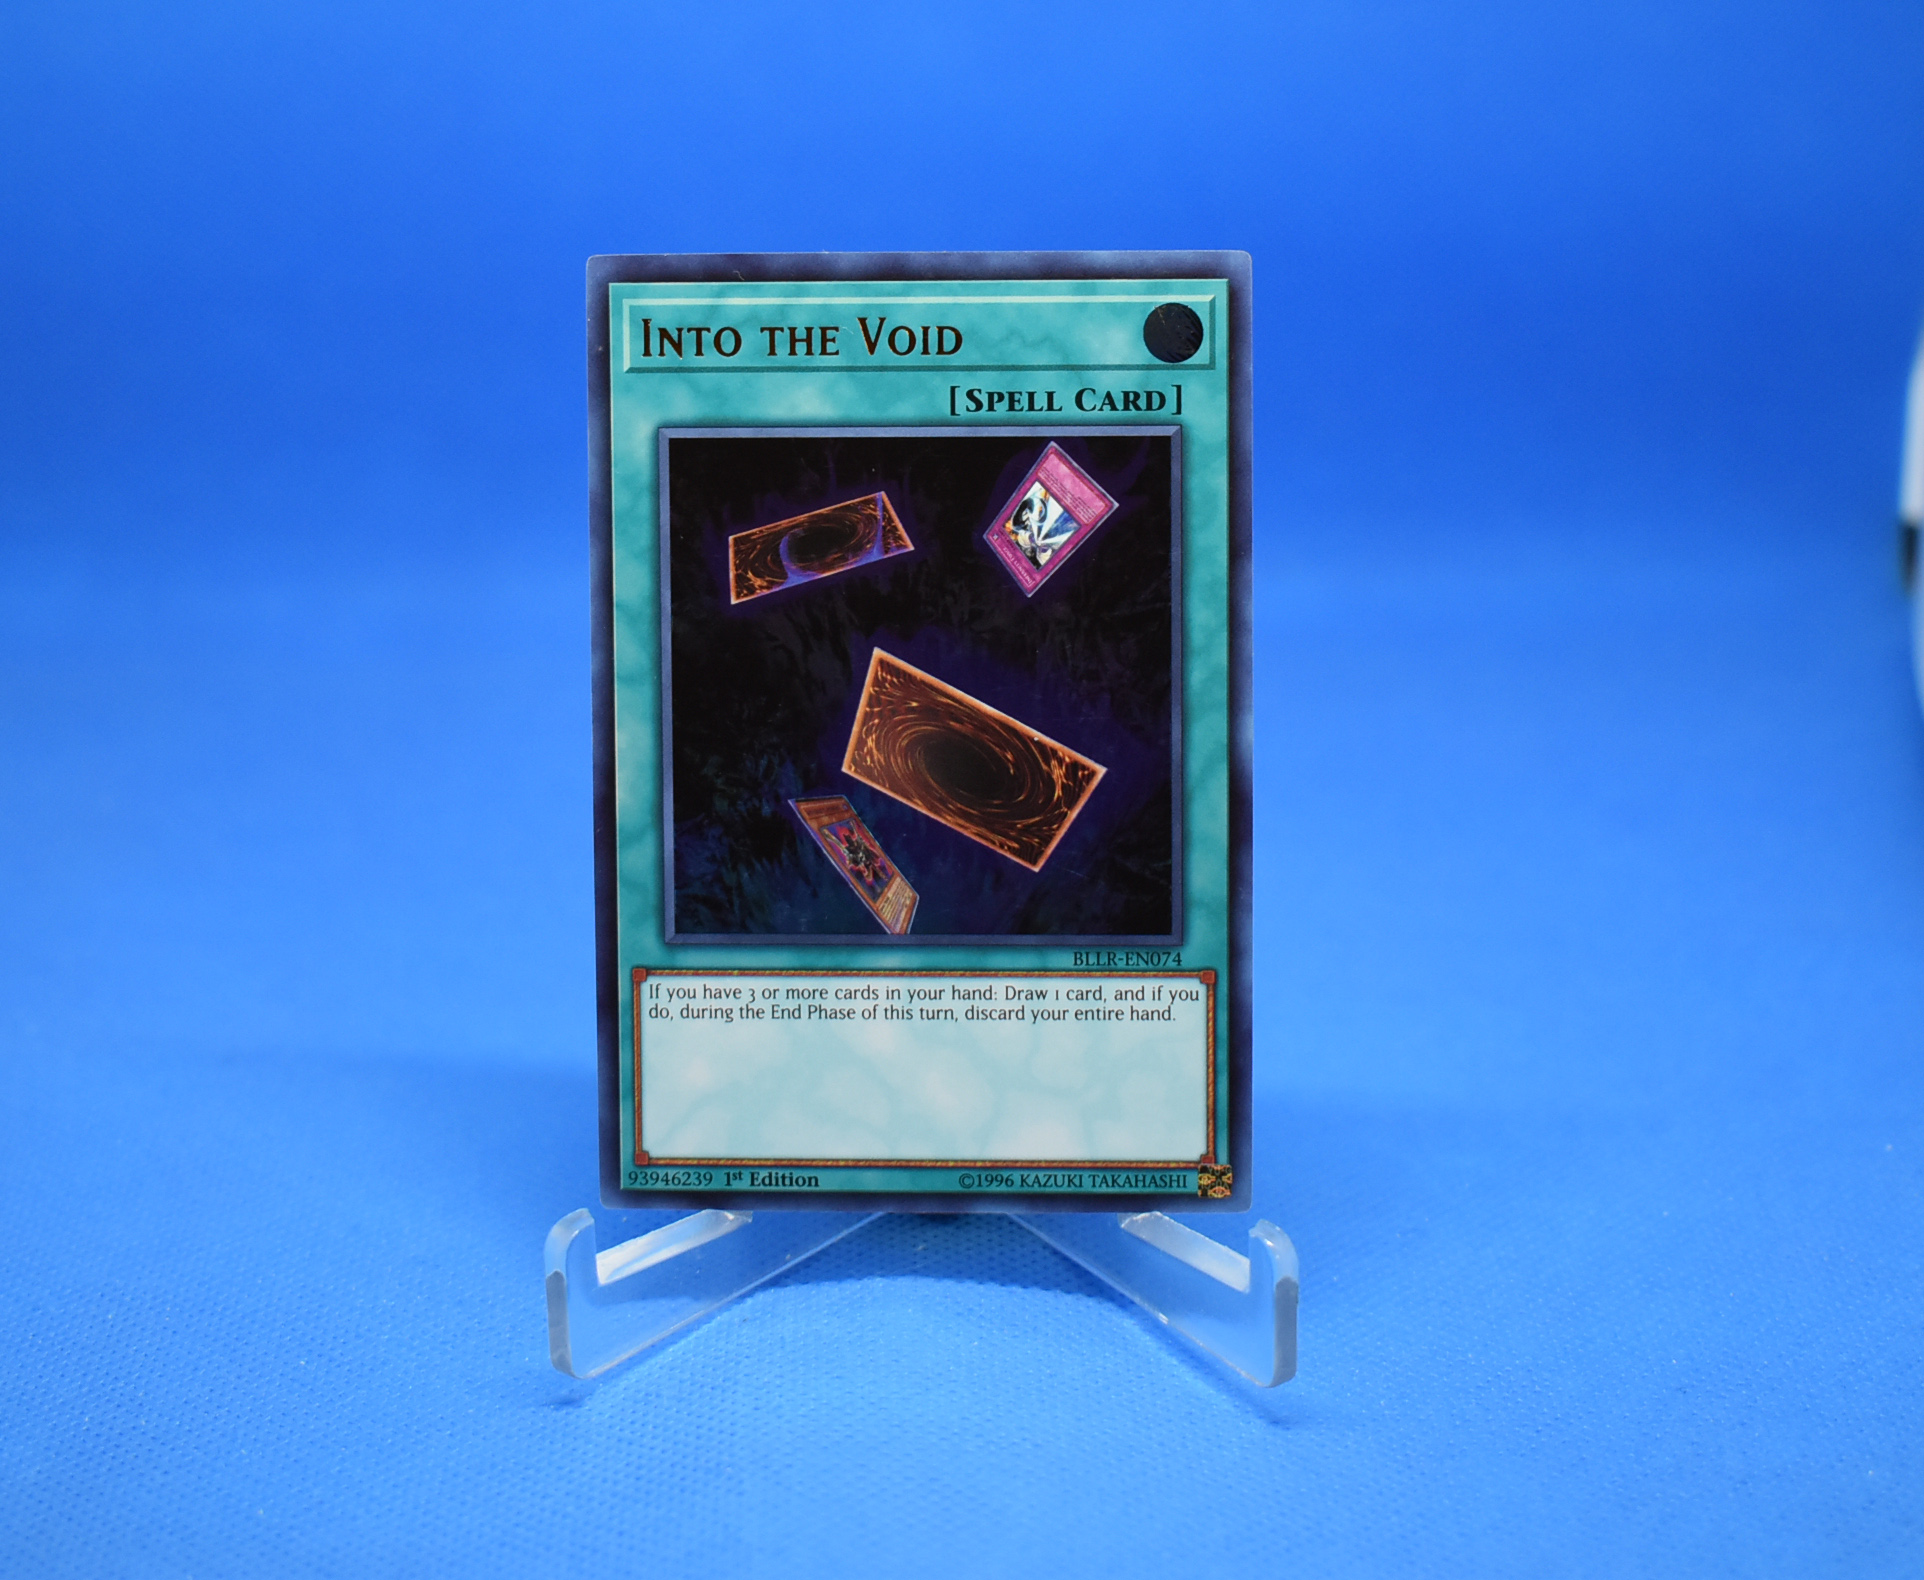 Into the Void
[Spell Card]
BLLR-EN074
If you have 3 or more cards in your hand: Draw 1 card, and if you
do, during the End Phase of this turn, discard your entire hand.
93946239 1st Edition ©1996 KAZUKI TAKAHASHI